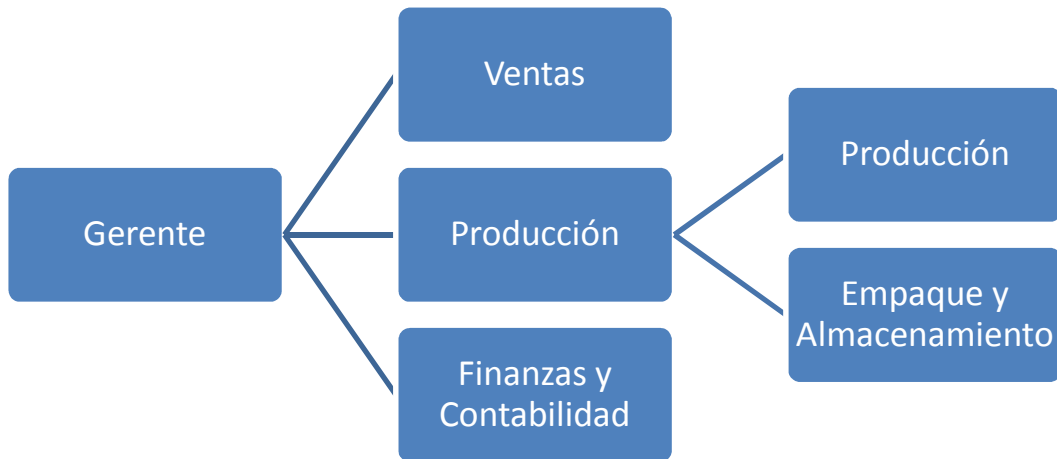 Gerente
Ventas
Producción
Finanzas y
Contabilidad
Producción
Empaque y
Almacenamiento